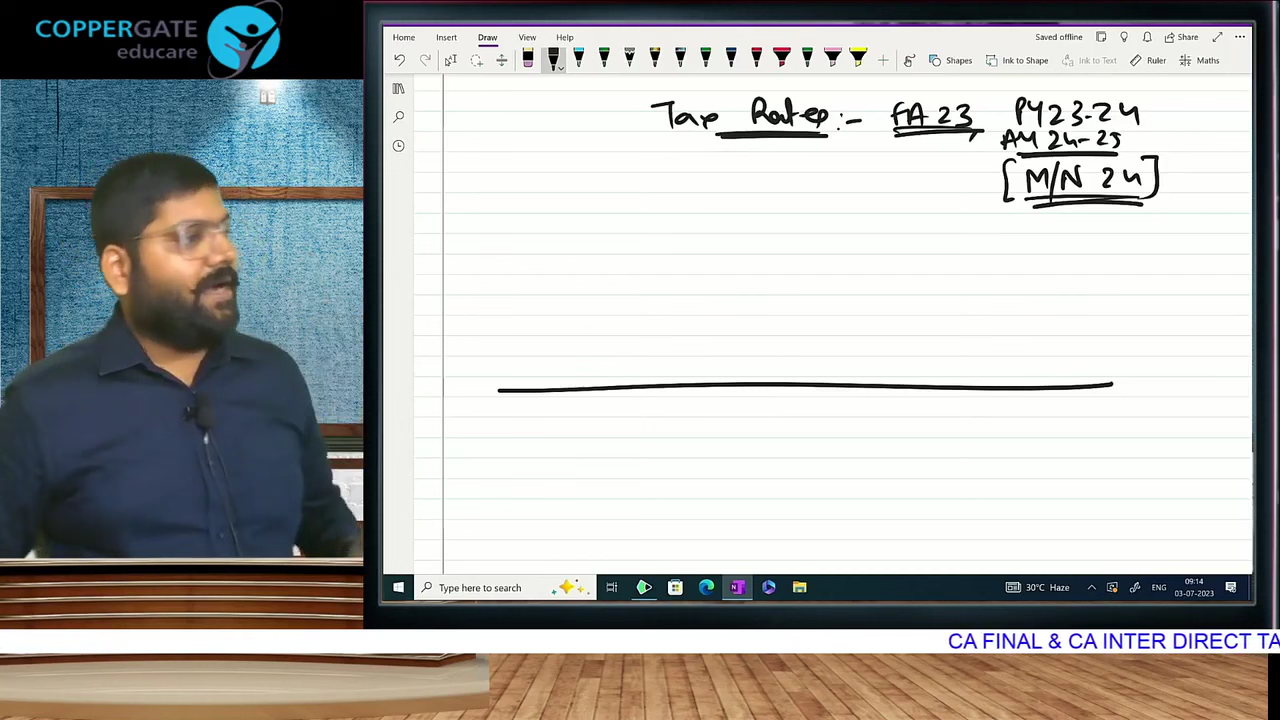 COPPERGATE
educare
Home Insert Draw View Help
Saved offline
Share
Shapes
Ink to Shape
Ink to Text
Ruler
Maths
Tax Rates :- FA 23 PY23-24
AY 24-25
[M/N 24]
Type here to search
30°C Haze
ENG
09:14
03-07-2023
CA FINAL & CA INTER DIRECT TA